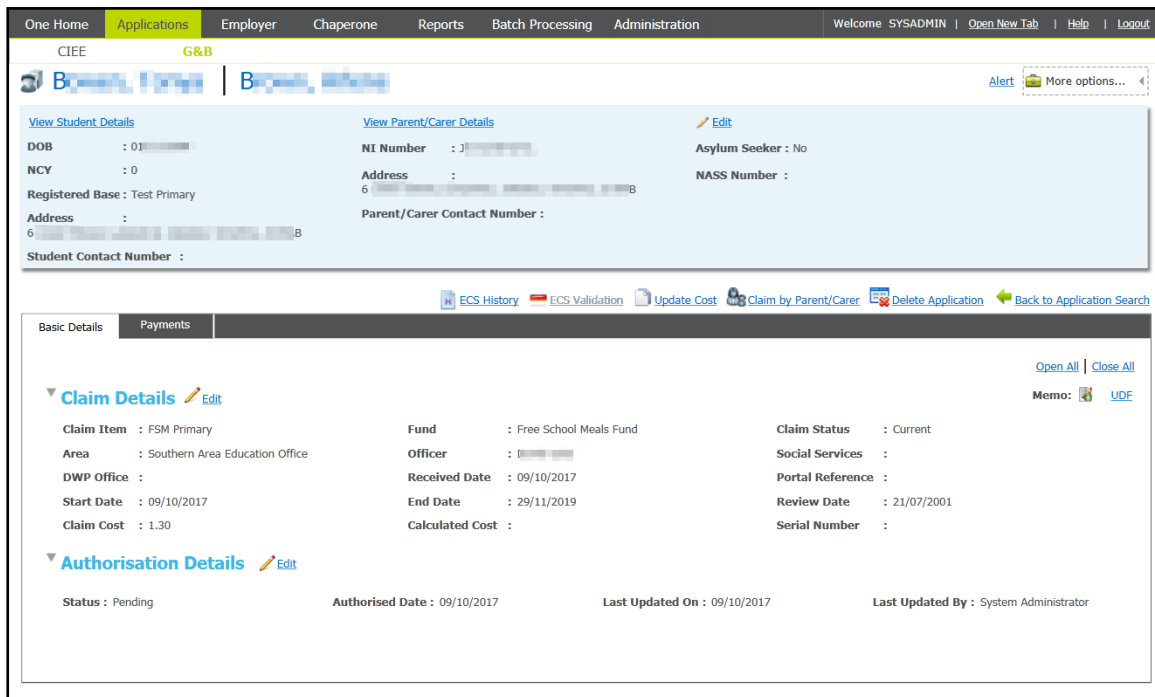 One Home Applications Employer Chaperone Reports Batch Processing Administration Welcome SYSADMIN | Open New Tab | Help | Logout
CIEE G&B
B B Alert More options...
View Student Details View Parent/Carer Details Edit
DOB : 01 NI Number : J Asylum Seeker : No
NCY : 0 Address : NASS Number :
6 B
Registered Base : Test Primary
Address : Parent/Carer Contact Number :
6 B
Student Contact Number :
ECS History ECS Validation Update Cost Claim by Parent/Carer Delete Application Back to Application Search
Basic Details Payments
Open All | Close All
Claim Details Edit Memo: UDF
Claim Item : FSM Primary Fund : Free School Meals Fund Claim Status : Current
Area : Southern Area Education Office Officer : Social Services :
DWP Office : Received Date : 09/10/2017 Portal Reference :
Start Date : 09/10/2017 End Date : 29/11/2019 Review Date : 21/07/2001
Claim Cost : 1.30 Calculated Cost : Serial Number :
Authorisation Details Edit
Status : Pending Authorised Date : 09/10/2017 Last Updated On : 09/10/2017 Last Updated By : System Administrator